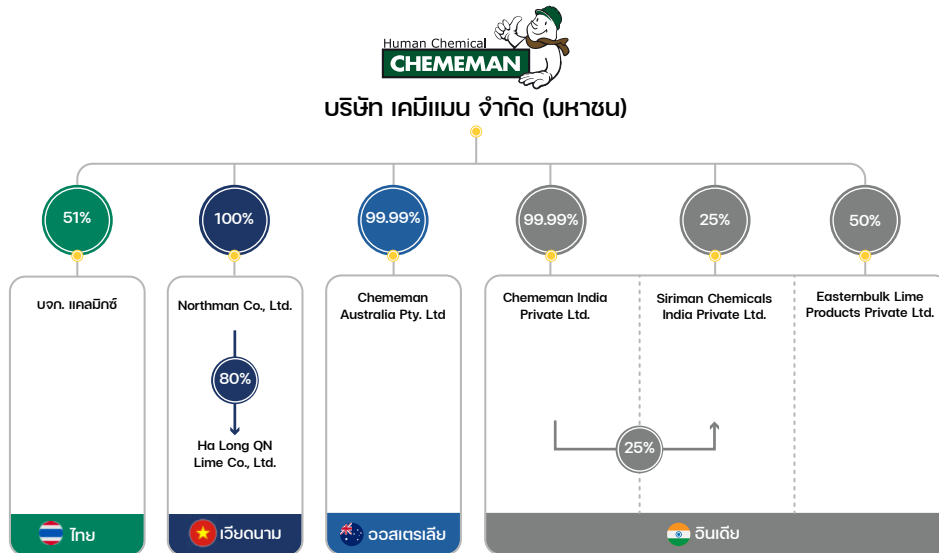 Human Chemical
CHEMEMAN
บริษัท เคมีแมน จำกัด (มหาชน)
51%
100%
99.99%
99.99%
25%
50%
บจก. แคลมิกซ์
Northman Co., Ltd.
80%
Ha Long QN
Lime Co., Ltd.
Chememan
Australia Pty. Ltd
Chememan India
Private Ltd.
Siriman Chemicals
India Private Ltd.
Easternbulk Lime
Products Private Ltd.
25%
ไทย
เวียดนาม
ออสเตรเลีย
อินเดีย